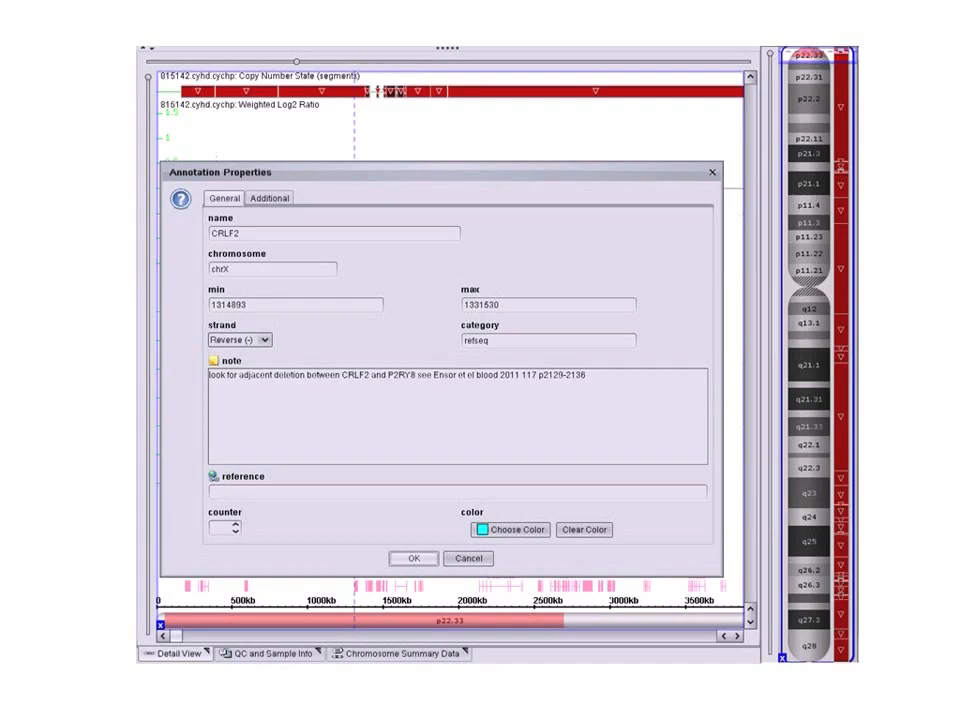 815142.cyhd.cychp: Copy Number State (segments)
815142.cyhd.cychp: Weighted Log2 Ratio
1.5
1
Annotation Properties
General
Additional
name
CRLF2
chromosome
chrX
min
max
1314893
1331530
strand
category
Reverse (-)
refseq
note
look for adjacent deletion between CRLF2 and P2RY8 see Ensor et el blood 2011 117 p2129-2136
reference
counter
color
Choose Color
Clear Color
OK
Cancel
0
500kb
1000kb
1500kb
2000kb
2500kb
3000kb
3500kb
p22.33
Detail View
QC and Sample Info
Chromosome Summary Data
p22.33
p22.31
p22.2
p22.11
p21.3
p21.1
p11.4
p11.3
p11.23
p11.22
p11.21
q12
q13.1
q21.1
q21.31
q21.33
q22.1
q22.3
q23
q24
q25
q26.2
q26.3
q27.3
q28